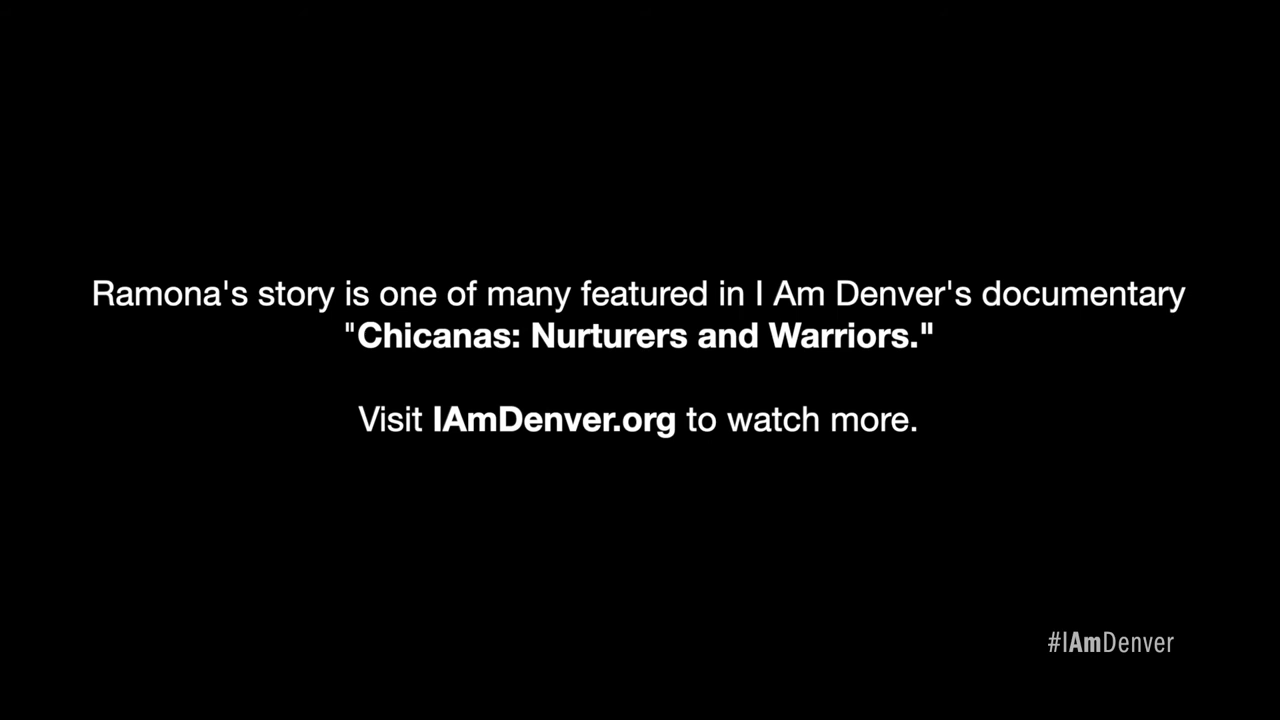 Ramona's story is one of many featured in I Am Denver's documentary
"Chicanas: Nurturers and Warriors."
Visit IAmDenver.org to watch more.
#IAmDenver